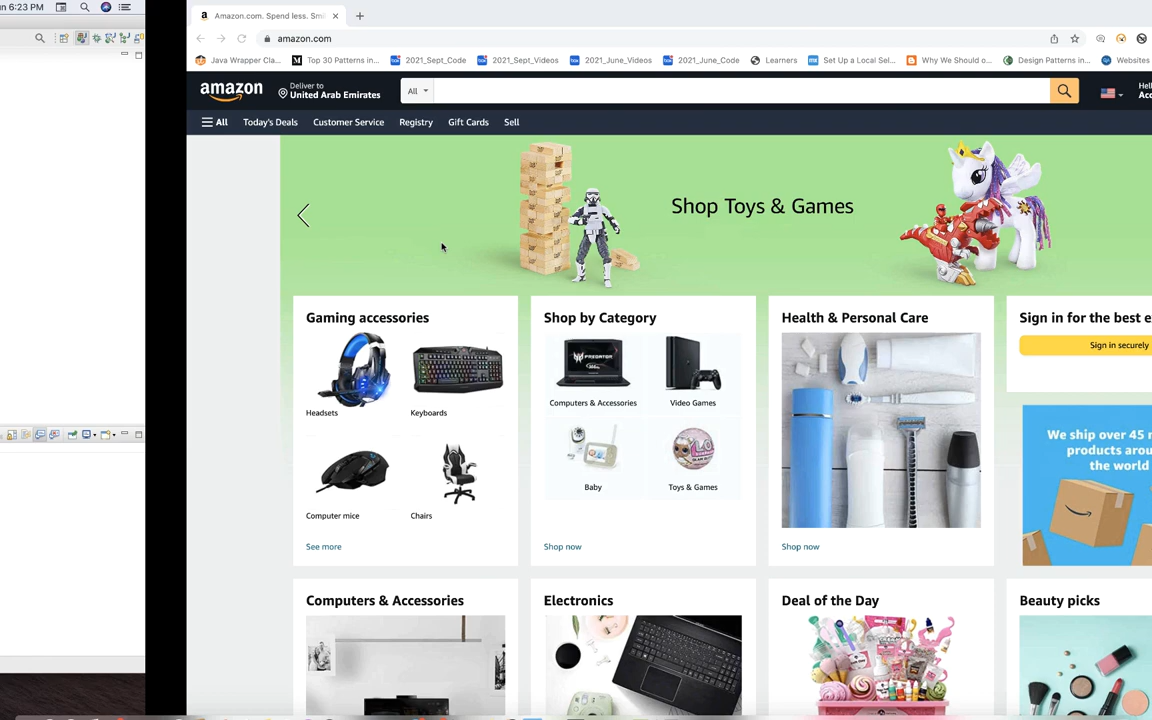 n 6:23 PM
a Amazon.com. Spend less. Smi
amazon.com
Java Wrapper Cla...
Top 30 Patterns in...
2021_Sept_Code
2021_Sept_Videos
2021_June_Videos
2021_June_Code
Learners
Set Up a Local Sel...
Why We Should o...
Design Patterns in...
Websites
amazon
Deliver to
United Arab Emirates
All
Hell
Acc
All
Today's Deals
Customer Service
Registry
Gift Cards
Sell
Shop Toys & Games
Gaming accessories
Headsets
Keyboards
Computer mice
Chairs
See more
Shop by Category
PREDATOR
Computers & Accessories
Video Games
Baby
Toys & Games
Shop now
Health & Personal Care
Shop now
Sign in for the best e
Sign in securely
We ship over 45 m
products arou
the world
Computers & Accessories
Electronics
Deal of the Day
Beauty picks